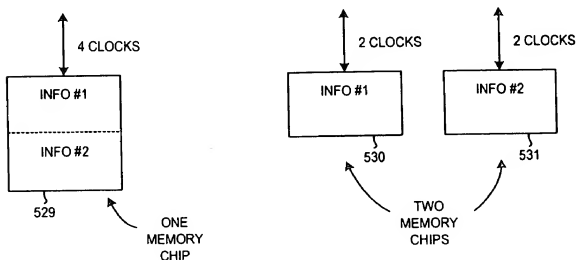 4 CLOCKS
INFO #1
INFO #2
529
ONE
MEMORY
CHIP
2 CLOCKS
INFO #1
530
2 CLOCKS
INFO #2
531
TWO
MEMORY
CHIPS